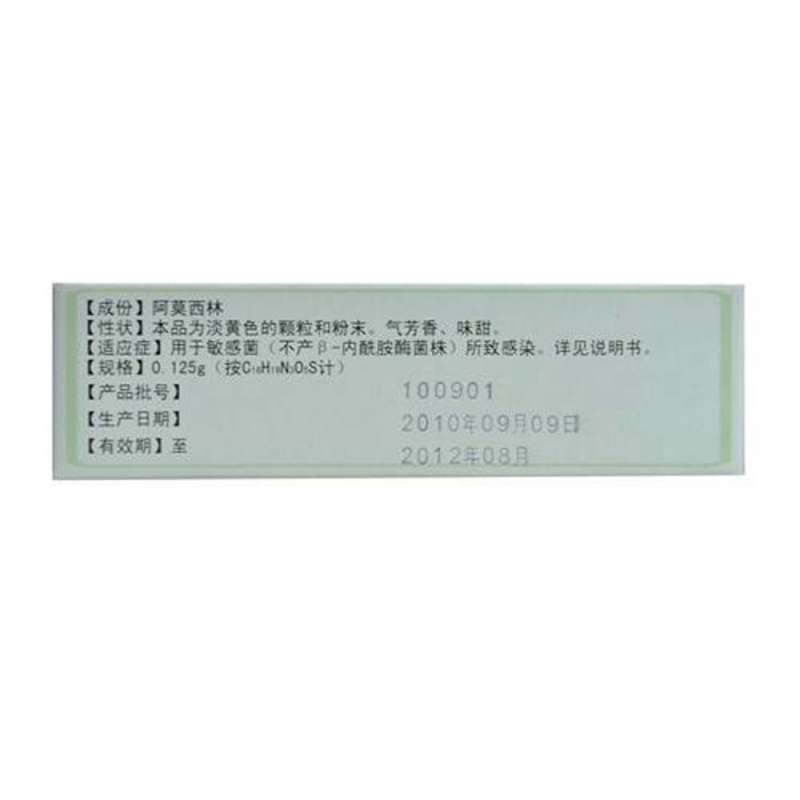 【成份】阿莫西林
【性状】本品为淡黄色的颗粒和粉末。气芳香、味甜。
【适应症】用于敏感菌（不产β-内酰胺酶菌株）所致感染。详见说明书。
【规格】0.125g（按C₁₆H₁₉N₃O₅S计）
【产品批号】 100901
【生产日期】 2010年09月09日
【有效期】至 2012年08月